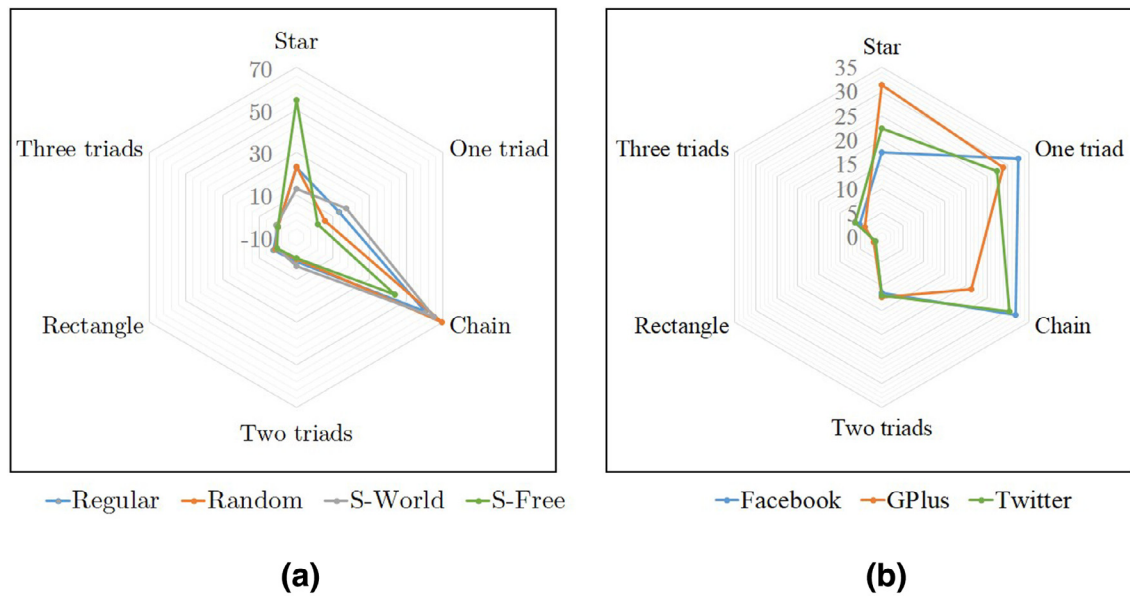 Star
70
50
Three triads
30
One triad
10
-10
Rectangle
Chain
Two triads
Regular Random S-World S-Free
(a)
Star
35
30
25
20
Three triads
15
One triad
10
5
0
Rectangle
Chain
Two triads
Facebook GPlus Twitter
(b)